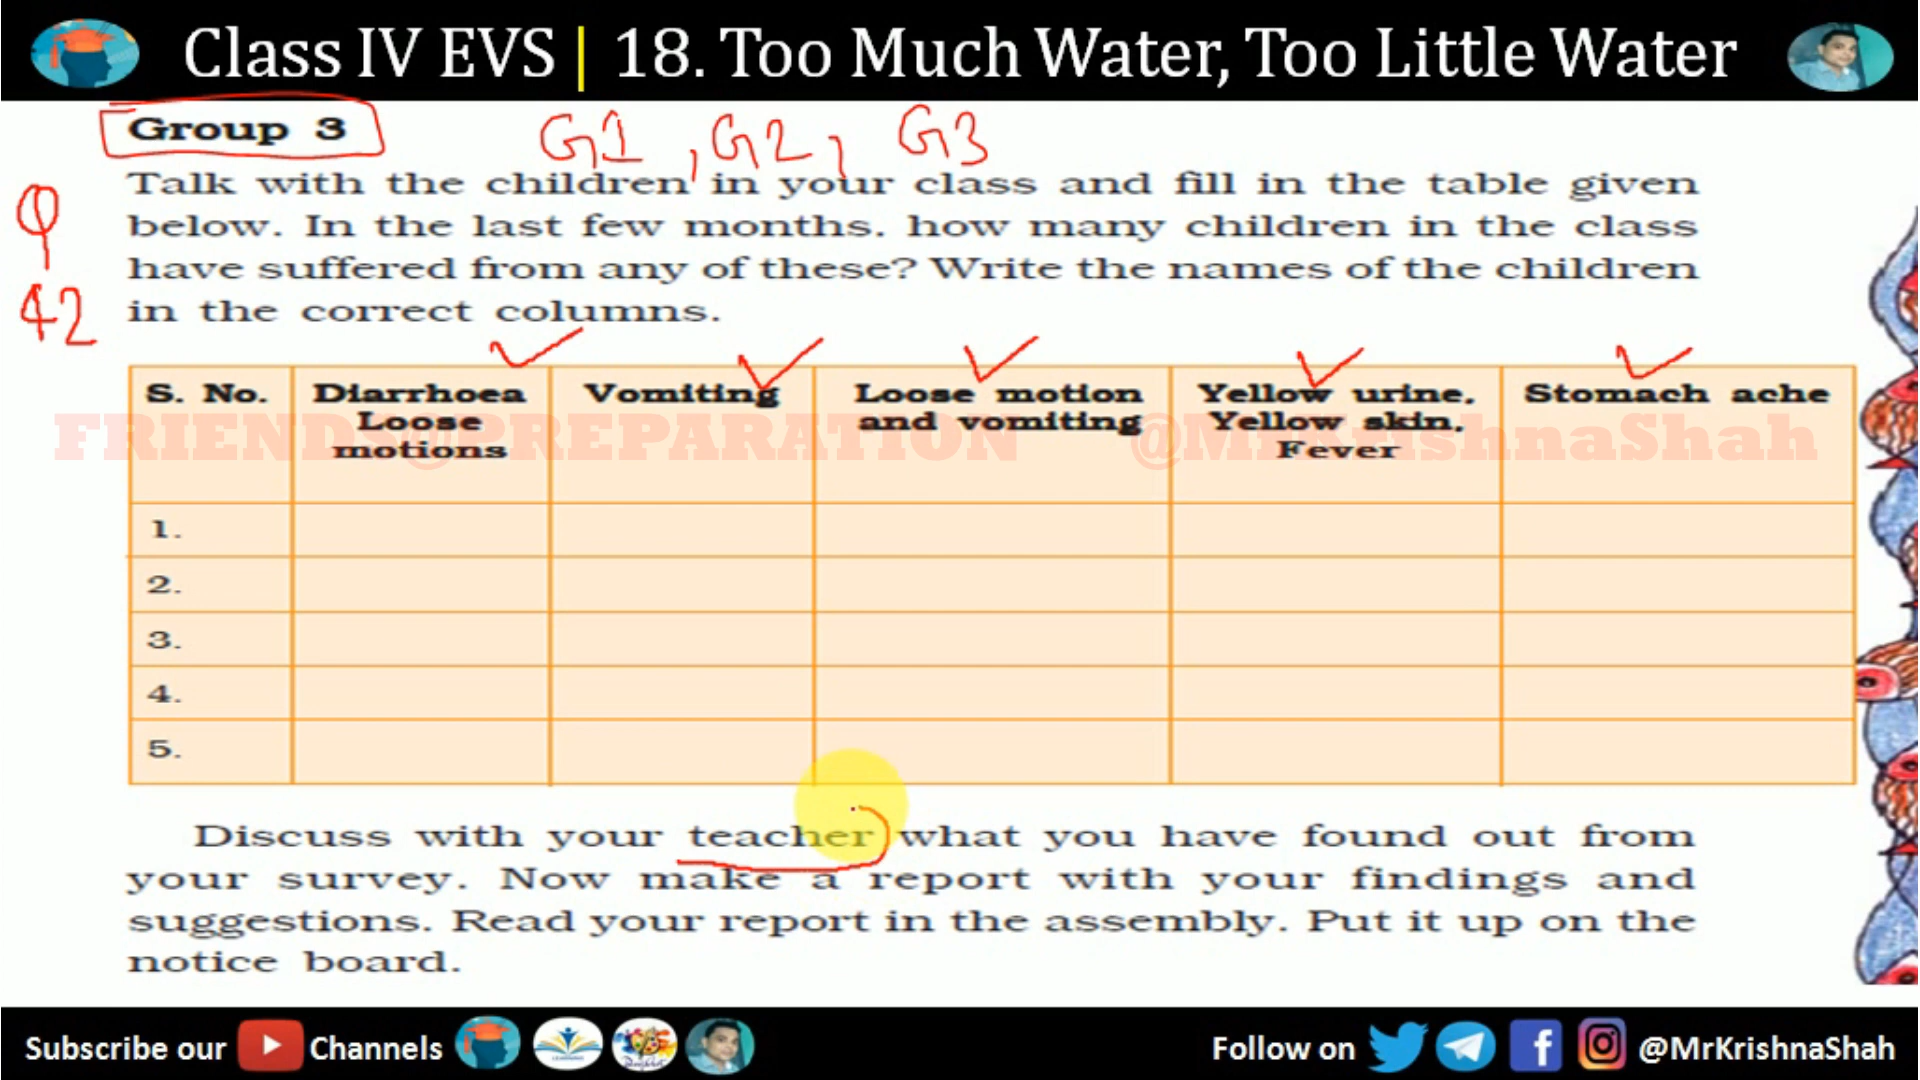 Class IV EVS | 18. Too Much Water, Too Little Water
Group 3
G1, G2, G3
Q
42
Talk with the children in your class and fill in the table given
below. In the last few months. how many children in the class
have suffered from any of these? Write the names of the children
in the correct columns.
S. No. Diarrhoea Vomiting Loose motion Yellow urine. Stomach ache
Loose and vomiting Yellow skin.
motions Fever
FRIENDS@PREPARATION @MrKrishnaShah
1.
2.
3.
4.
5.
Discuss with your teacher what you have found out from
your survey. Now make a report with your findings and
suggestions. Read your report in the assembly. Put it up on the
notice board.
Subscribe our Channels Follow on @MrKrishnaShah